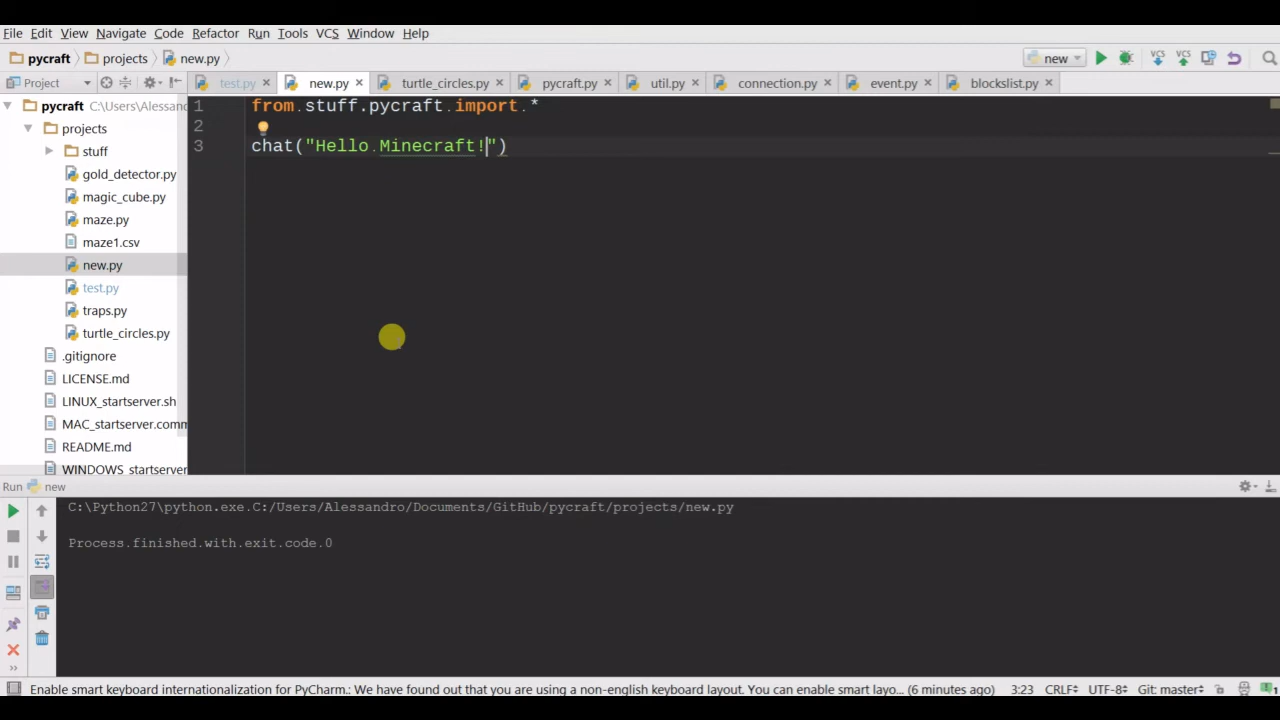 File Edit View Navigate Code Refactor Run Tools VCS Window Help
pycraft projects new.py new VCS VCS
Project test.py new.py turtle_circles.py pycraft.py util.py connection.py event.py blockslist.py
pycraft C:\Users\Alessand
projects
stuff
gold_detector.py
magic_cube.py
maze.py
maze1.csv
new.py
test.py
traps.py
turtle_circles.py
.gitignore
LICENSE.md
LINUX_startserver.sh
MAC_startserver.comm
README.md
WINDOWS_startserver
1 from.stuff.pycraft.import.*
2
3 chat("Hello.Minecraft!")
Run new
C:\Python27\python.exe.C:/Users/Alessandro/Documents/GitHub/pycraft/projects/new.py
Process.finished.with.exit.code.0
Enable smart keyboard internationalization for PyCharm.: We have found out that you are using a non-english keyboard layout. You can enable smart layo... (6 minutes ago) 3:23 CRLF UTF-8 Git: master 1